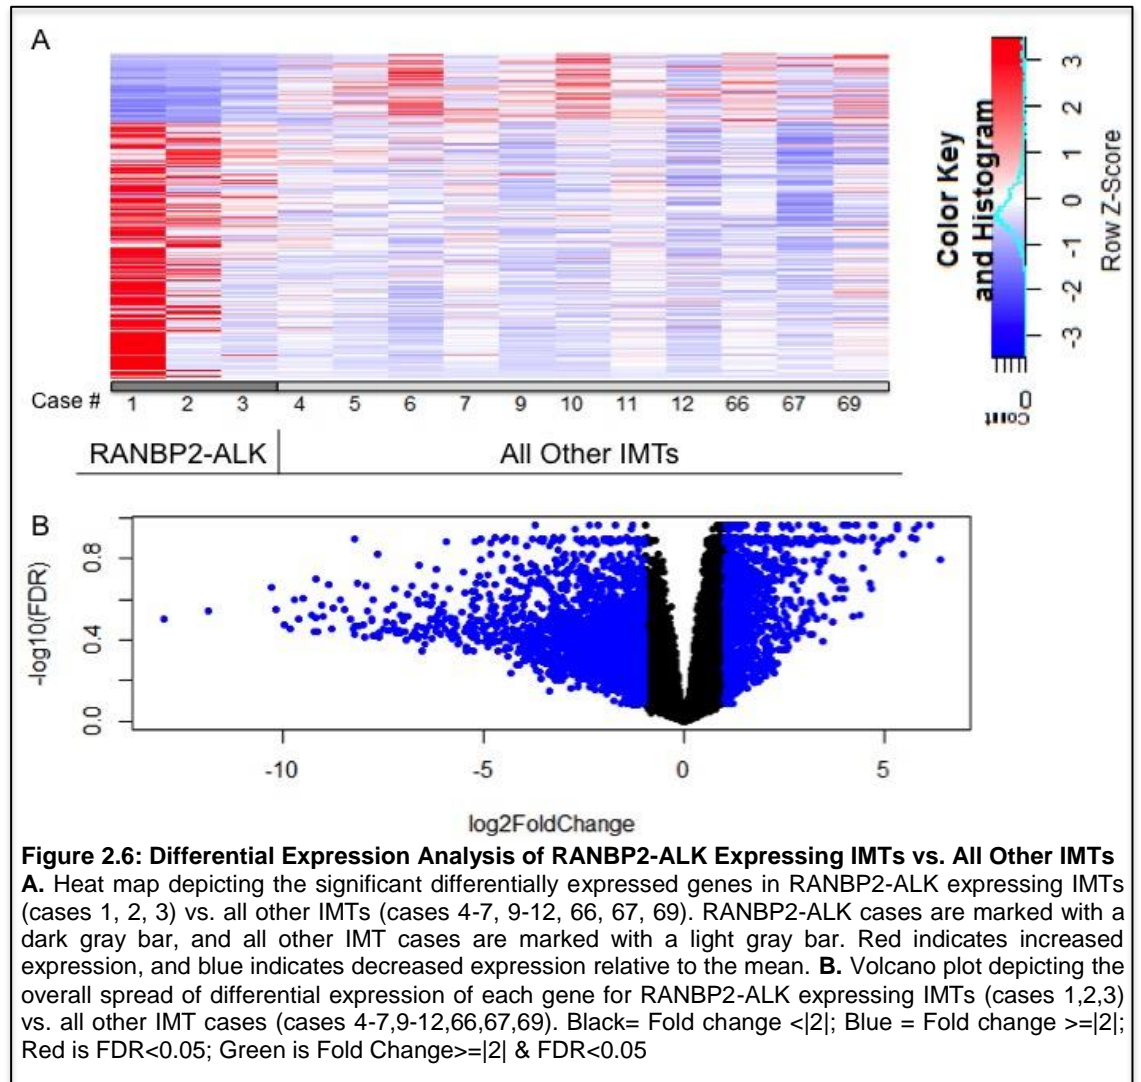 A
Color Key
and Histogram
3
2
1
0
-1
-2
-3
Row Z-Score
0
Count
Case # 1 2 3 4 5 6 7 9 10 11 12 66 67 69
RANBP2-ALK All Other IMTs
B
-log10(FDR)
0.8
0.4
0.0
-10 -5 0 5
log2FoldChange
Figure 2.6: Differential Expression Analysis of RANBP2-ALK Expressing IMTs vs. All Other IMTs
A. Heat map depicting the significant differentially expressed genes in RANBP2-ALK expressing IMTs
(cases 1, 2, 3) vs. all other IMTs (cases 4-7, 9-12, 66, 67, 69). RANBP2-ALK cases are marked with a
dark gray bar, and all other IMT cases are marked with a light gray bar. Red indicates increased
expression, and blue indicates decreased expression relative to the mean. B. Volcano plot depicting the
overall spread of differential expression of each gene for RANBP2-ALK expressing IMTs (cases 1,2,3)
vs. all other IMT cases (cases 4-7,9-12,66,67,69). Black= Fold change <|2|; Blue = Fold change >=|2|;
Red is FDR<0.05; Green is Fold Change>=|2| & FDR<0.05